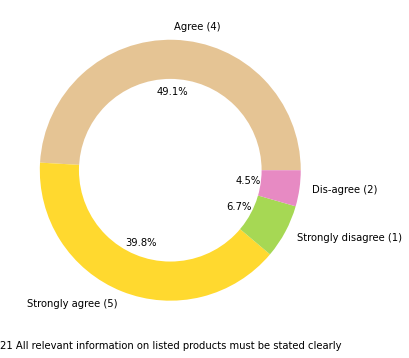 Agree (4)
49.1%
4.5%
Dis-agree (2)
6.7%
Strongly disagree (1)
39.8%
Strongly agree (5)
21 All relevant information on listed products must be stated clearly